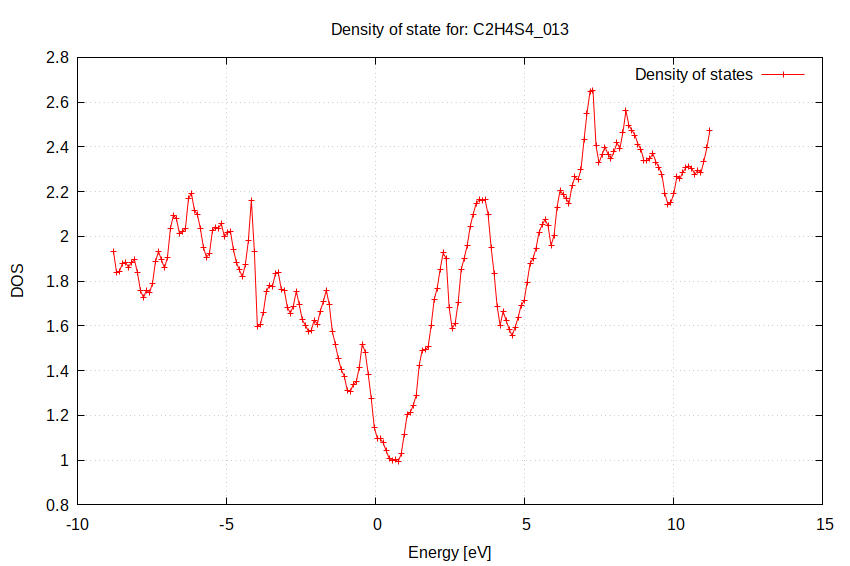 Density of state for: C2H4S4_013
Density of states
2.8
2.6
2.4
2.2
2
1.8
1.6
1.4
1.2
1
0.8
DOS
-10 -5 0 5 10 15
Energy [eV]